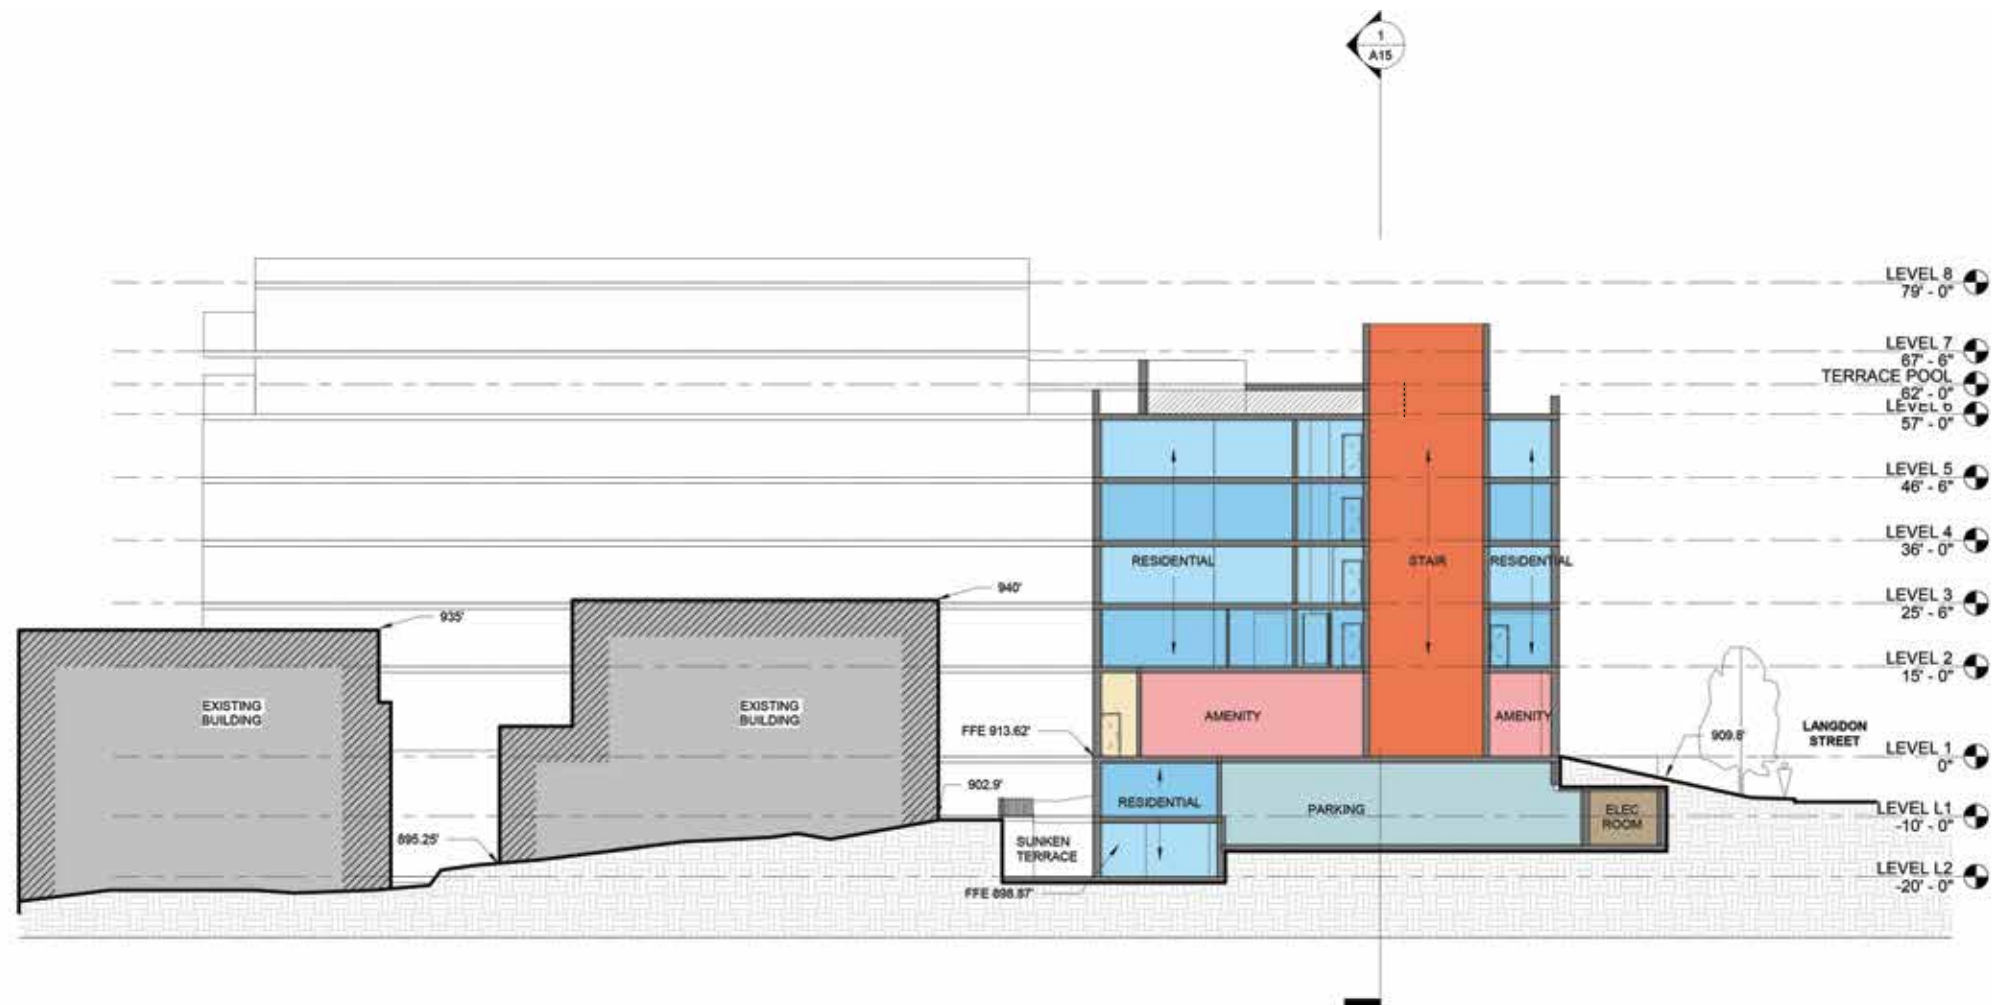 1
A15
LEVEL 8
79' - 0"
LEVEL 7
67' - 6"
TERRACE POOL
62' - 0"
LEVEL 6
57' - 0"
LEVEL 5
46' - 6"
LEVEL 4
36' - 0"
RESIDENTIAL
STAIR
RESIDENTIAL
940'
LEVEL 3
25' - 6"
935'
LEVEL 2
15' - 0"
EXISTING
BUILDING
EXISTING
BUILDING
AMENITY
AMENITY
FFE 913.62'
909.8'
LANGDON
STREET
LEVEL 1
0"
902.9'
RESIDENTIAL
PARKING
ELEC
ROOM
LEVEL L1
-10' - 0"
895.25'
SUNKEN
TERRACE
LEVEL L2
-20' - 0"
FFE 898.87'